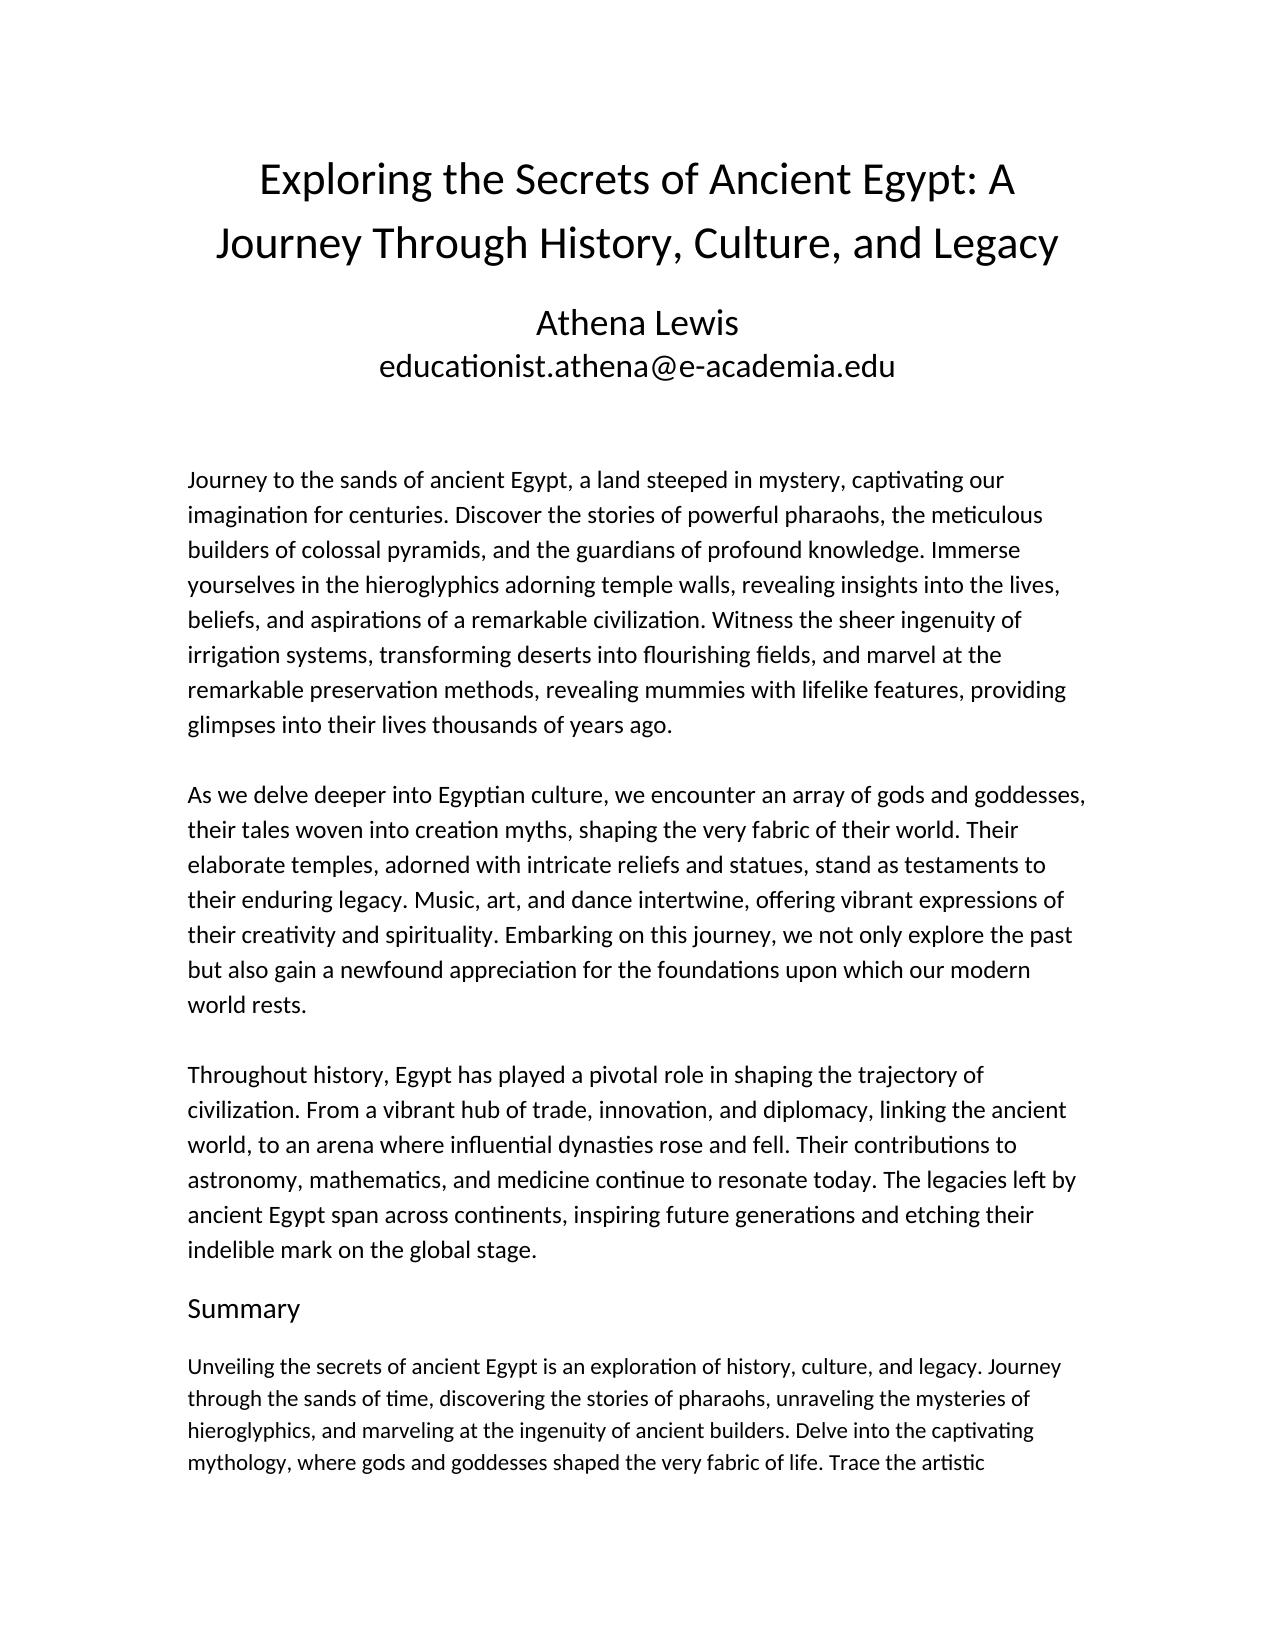 Exploring the Secrets of Ancient Egypt: A
Journey Through History, Culture, and Legacy
Athena Lewis
educationist.athena@e-academia.edu
Journey to the sands of ancient Egypt, a land steeped in mystery, captivating our
imagination for centuries. Discover the stories of powerful pharaohs, the meticulous
builders of colossal pyramids, and the guardians of profound knowledge. Immerse
yourselves in the hieroglyphics adorning temple walls, revealing insights into the lives,
beliefs, and aspirations of a remarkable civilization. Witness the sheer ingenuity of
irrigation systems, transforming deserts into flourishing fields, and marvel at the
remarkable preservation methods, revealing mummies with lifelike features, providing
glimpses into their lives thousands of years ago.
As we delve deeper into Egyptian culture, we encounter an array of gods and goddesses,
their tales woven into creation myths, shaping the very fabric of their world. Their
elaborate temples, adorned with intricate reliefs and statues, stand as testaments to
their enduring legacy. Music, art, and dance intertwine, offering vibrant expressions of
their creativity and spirituality. Embarking on this journey, we not only explore the past
but also gain a newfound appreciation for the foundations upon which our modern
world rests.
Throughout history, Egypt has played a pivotal role in shaping the trajectory of
civilization. From a vibrant hub of trade, innovation, and diplomacy, linking the ancient
world, to an arena where influential dynasties rose and fell. Their contributions to
astronomy, mathematics, and medicine continue to resonate today. The legacies left by
ancient Egypt span across continents, inspiring future generations and etching their
indelible mark on the global stage.
Summary
Unveiling the secrets of ancient Egypt is an exploration of history, culture, and legacy. Journey
through the sands of time, discovering the stories of pharaohs, unraveling the mysteries of
hieroglyphics, and marveling at the ingenuity of ancient builders. Delve into the captivating
mythology, where gods and goddesses shaped the very fabric of life. Trace the artistic